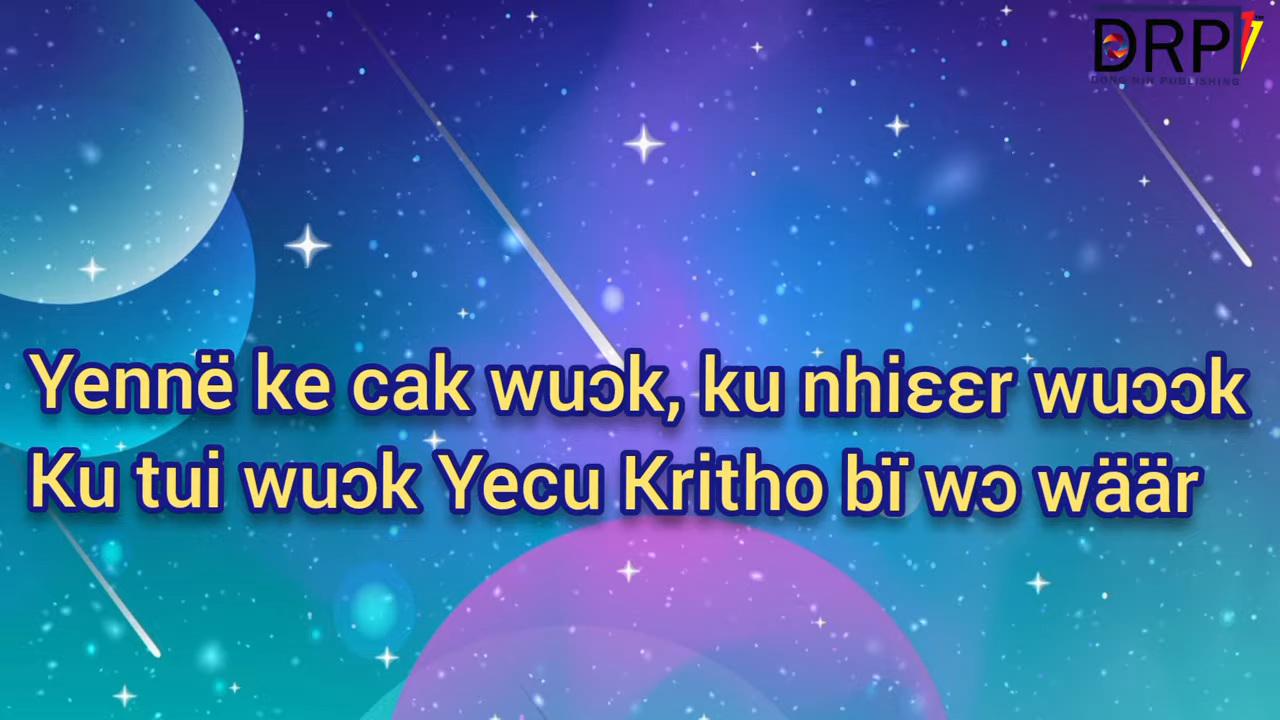 DRP
Yennë ke cak wuɔk, ku nhiɛɛr wuɔɔk
Ku tui wuɔk Yecu Kritho bï wɔ wäär